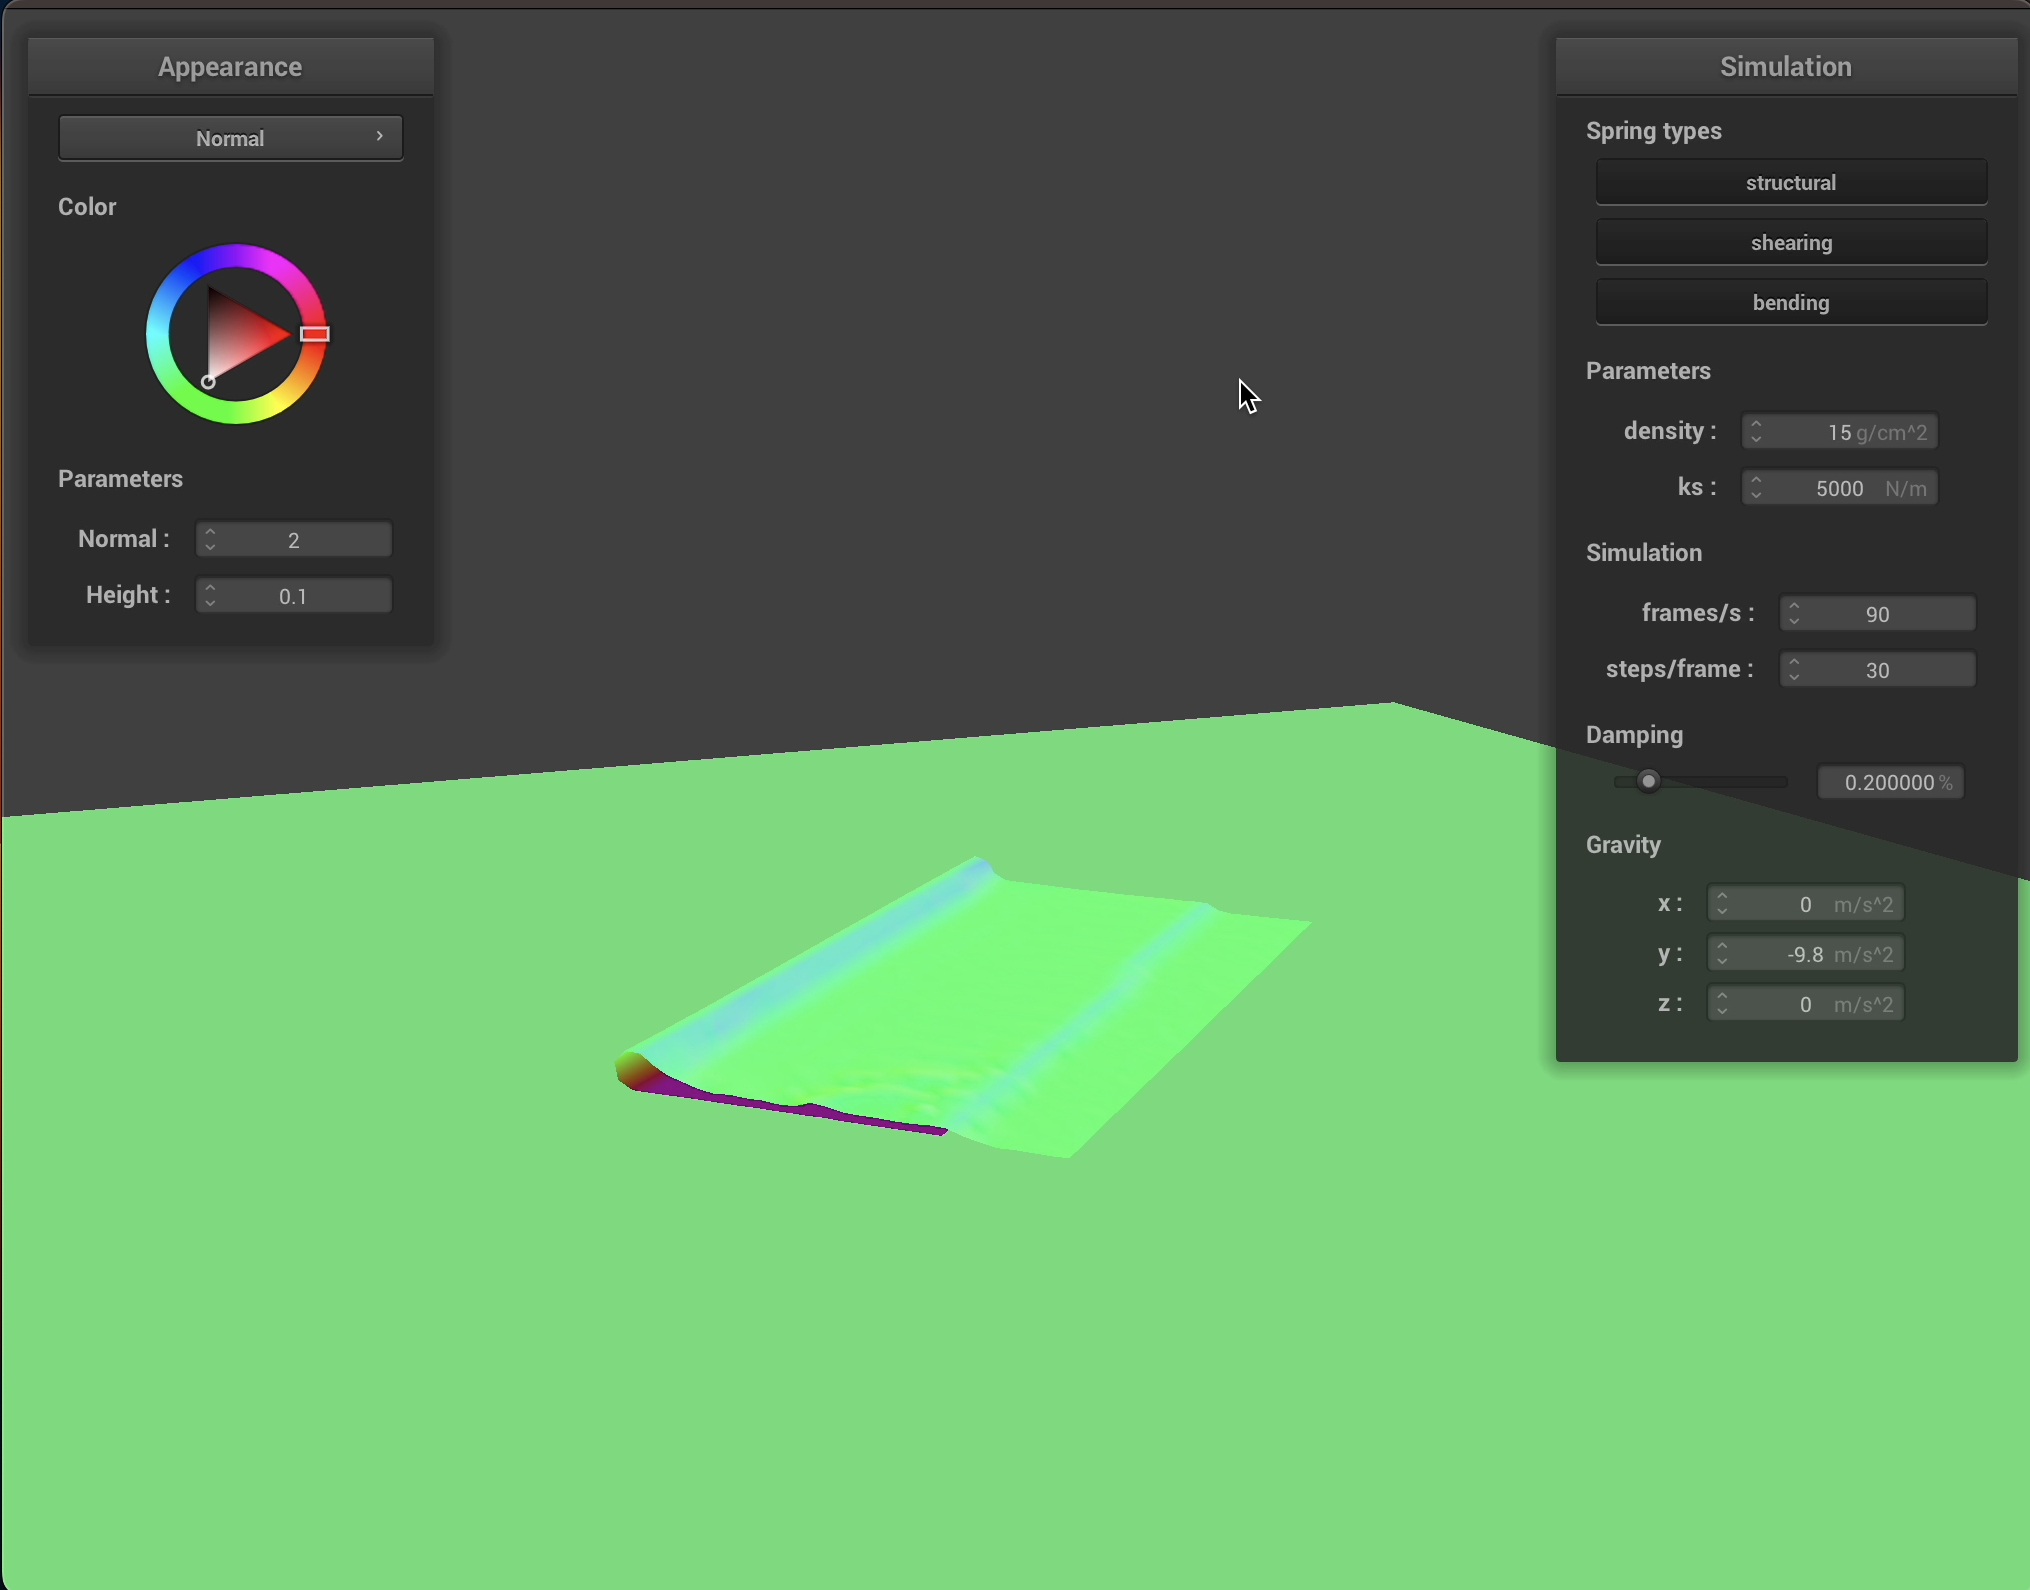 Appearance
Normal
Color
Parameters
Normal : 2
Height : 0.1
Simulation
Spring types
structural
shearing
bending
Parameters
density : 15 g/cm^2
ks : 5000 N/m
Simulation
frames/s : 90
steps/frame : 30
Damping
0.200000 %
Gravity
x : 0 m/s^2
y : -9.8 m/s^2
z : 0 m/s^2